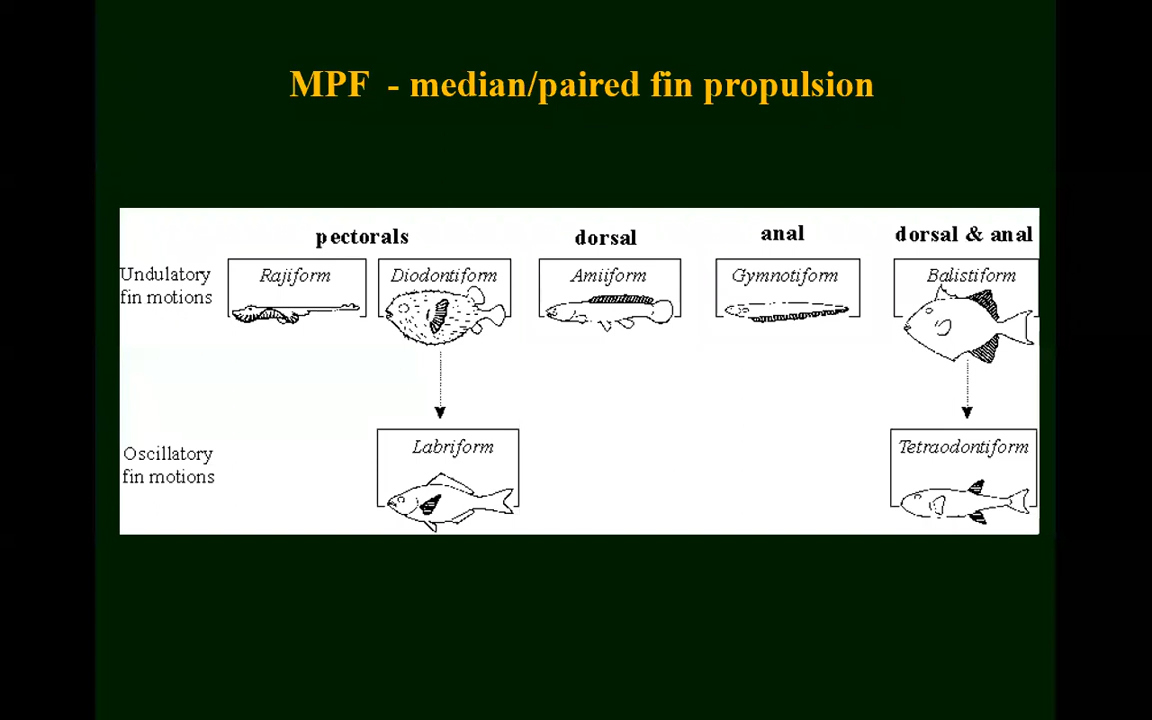 MPF - median/paired fin propulsion
pectorals
dorsal
anal
dorsal & anal
Undulatory
fin motions
Rajiform
Diodontiform
Amiiform
Gymnotiform
Balistiform
Oscillatory
fin motions
Labriform
Tetraodontiform